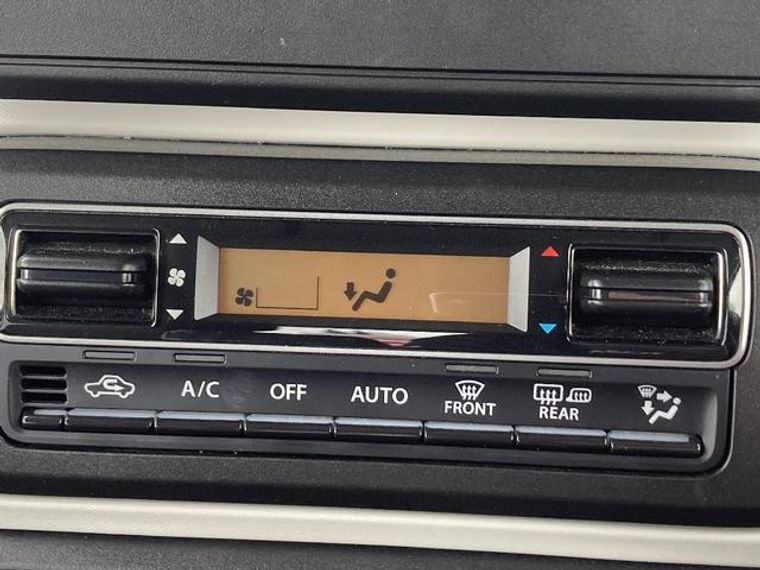 A/C OFF AUTO FRONT REAR